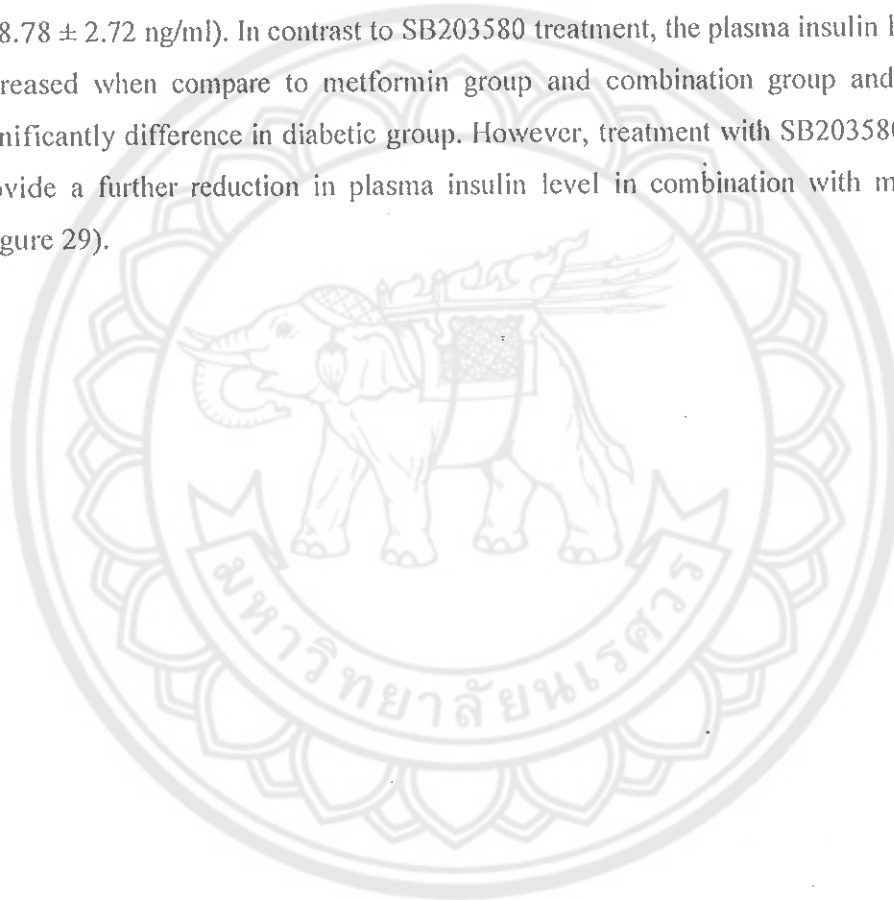 8.78 ± 2.72 ng/ml). In contrast to SB203580 treatment, the plasma insulin
reased when compare to metformin group and combination group and
nificantly difference in diabetic group. However, treatment with SB203580
ovide a further reduction in plasma insulin level in combination with m
gure 29).
มหาวิทยาลัยนเรศวร